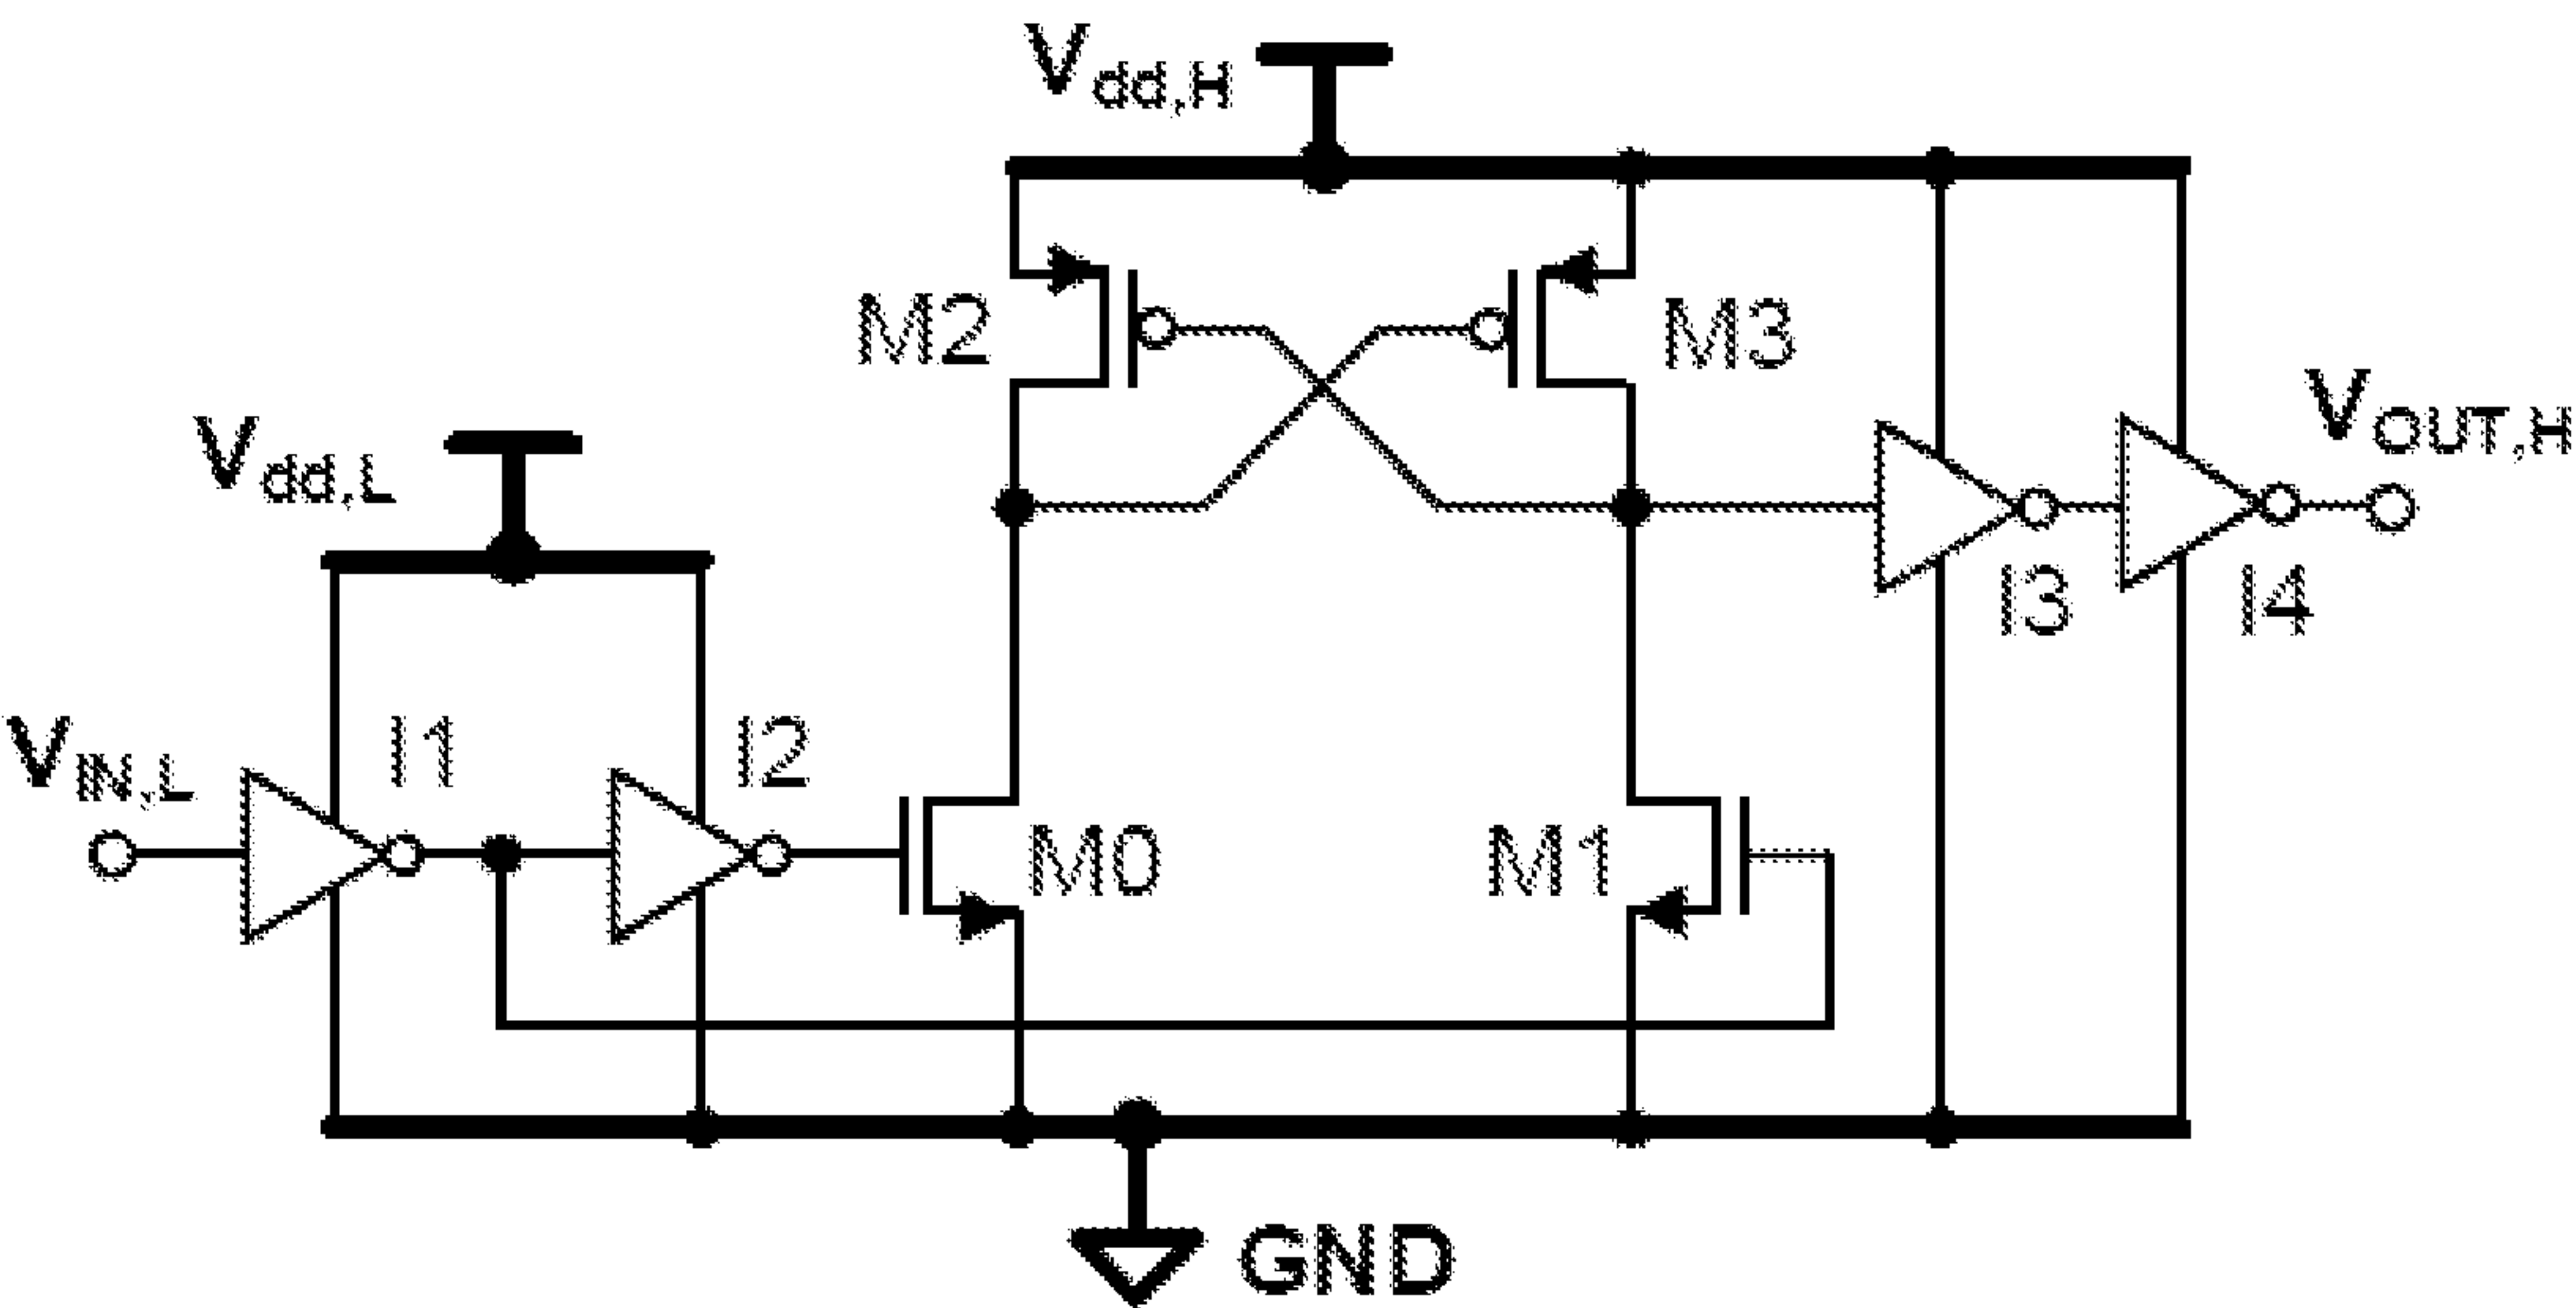 Vdd,H
M2
M3
Vdd,L
VOUT,H
I3
I4
VIN,L
I1
I2
M0
M1
GND